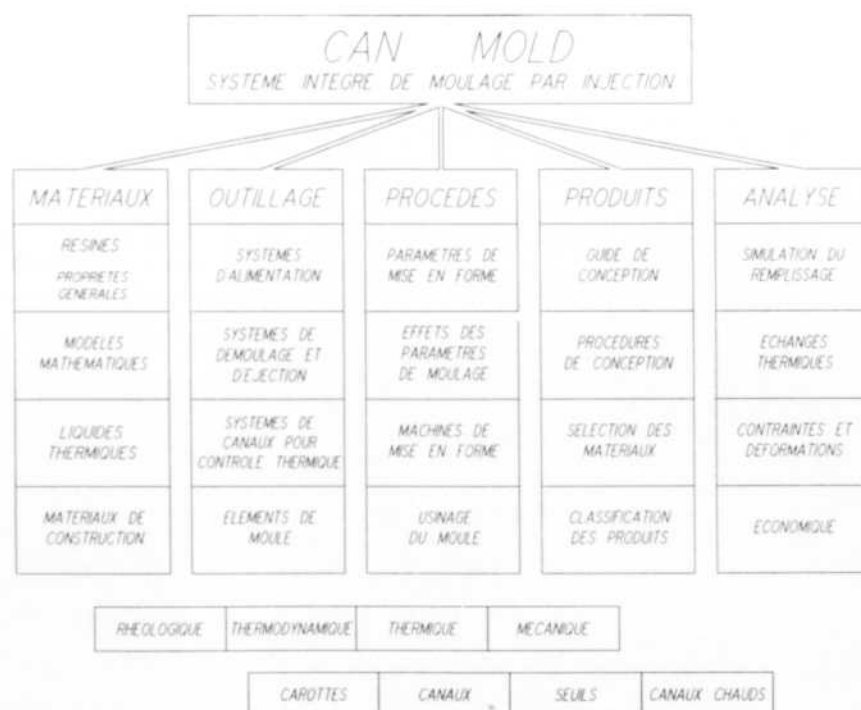 CAN MOLD
SYSTEME INTEGRE DE MOULAGE PAR INJECTION
MATERIAUX
RESINES
PROPRIETES
GENERALES
MODELES
MATHEMATIQUES
LIQUIDES
THERMIQUES
MATERIAUX DE
CONSTRUCTION
OUTILLAGE
SYSTEMES
D'ALIMENTATION
SYSTEMES DE
DEMOULAGE ET
D'EJECTION
SYSTEMES DE
CANAUX POUR
CONTROLE THERMIQUE
ELEMENTS DE
MOULE
PROCEDES
PARAMETRES DE
MISE EN FORME
EFFETS DES
PARAMETRES
DE MOULAGE
MACHINES DE
MISE EN FORME
USINAGE
DU MOULE
PRODUITS
GUIDE DE
CONCEPTION
PROCEDURES
DE CONCEPTION
SELECTION DES
MATERIAUX
CLASSIFICATION
DES PRODUITS
ANALYSE
SIMULATION DU
REMPLISSAGE
ECHANGES
THERMIQUES
CONTRAINTES ET
DEFORMATIONS
ECONOMIQUE
RHEOLOGIQUE THERMODYNAMIQUE THERMIQUE MECANIQUE
CAROTTES CANAUX SEUILS CANAUX CHAUDS